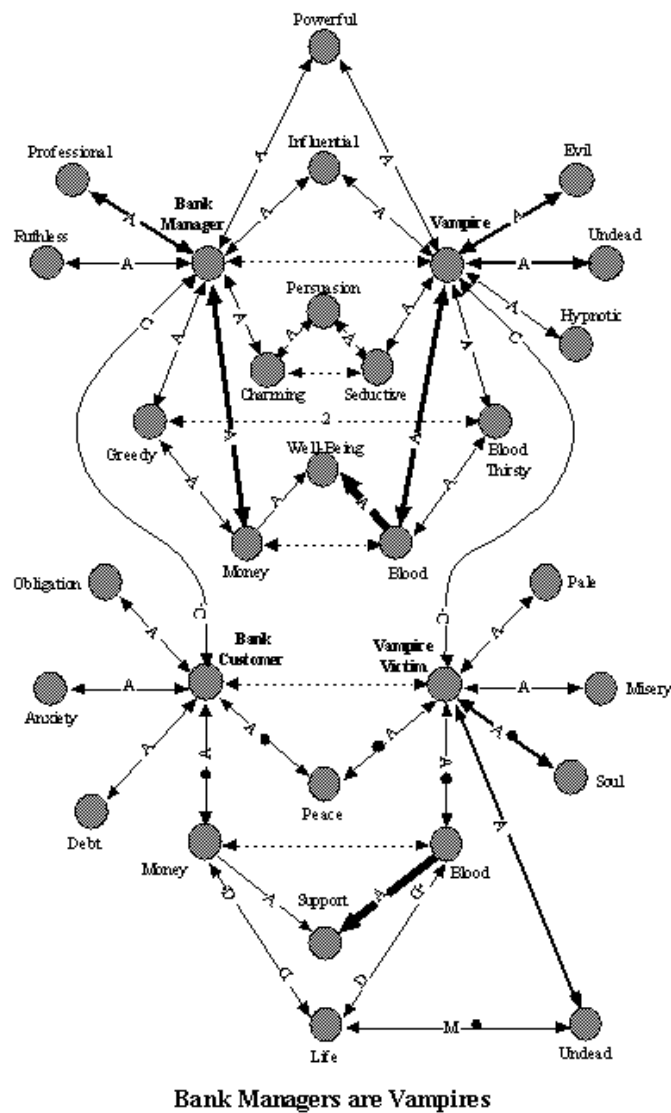 Powerful
Influential
Professional
Evil
Bank
Manager
Vampire
Ruthless
Undead
A
A
A
A
A
A
A
A
Persuasion
Hypnotic
C
A
A
A
A
A
A
A
C
Charming
Seductive
2
Greedy
Well-Being
Blood
Thirsty
A
A
A
A
A
A
Money
Blood
Obligation
Pale
C
C
Bank
Customer
Vampire
Victim
A
A
Anxiety
A
A
Misery
A
A
A
A
A
A
Soul
Debt
Peace
A
Money
Blood
Support
A
A
D
D
D
D
Life
M
Undead
Bank Managers are Vampires